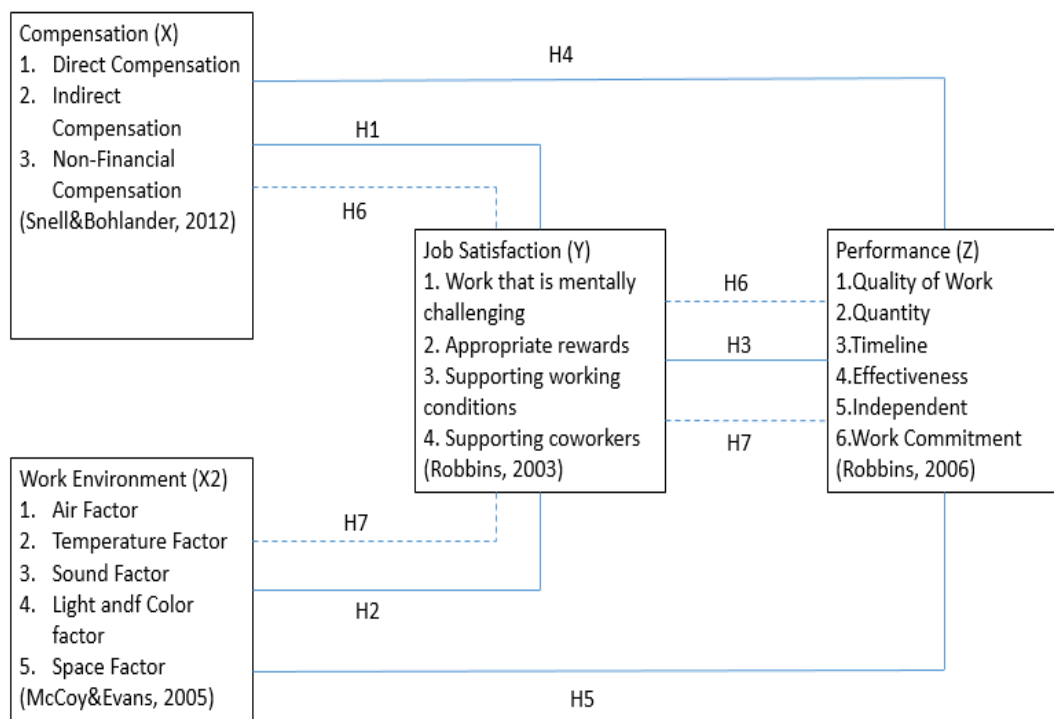 Compensation (X)
1. Direct Compensation
2. Indirect
Compensation
3. Non-Financial
Compensation
(Snell&Bohlander, 2012)
H4
H1
H6
Job Satisfaction (Y)
1. Work that is mentally
challenging
2. Appropriate rewards
3. Supporting working
conditions
4. Supporting coworkers
(Robbins, 2003)
H6
H3
H7
Performance (Z)
1.Quality of Work
2.Quantity
3.Timeline
4.Effectiveness
5.Independent
6.Work Commitment
(Robbins, 2006)
Work Environment (X2)
1. Air Factor
2. Temperature Factor
3. Sound Factor
4. Light andf Color
factor
5. Space Factor
(McCoy&Evans, 2005)
H7
H2
H5